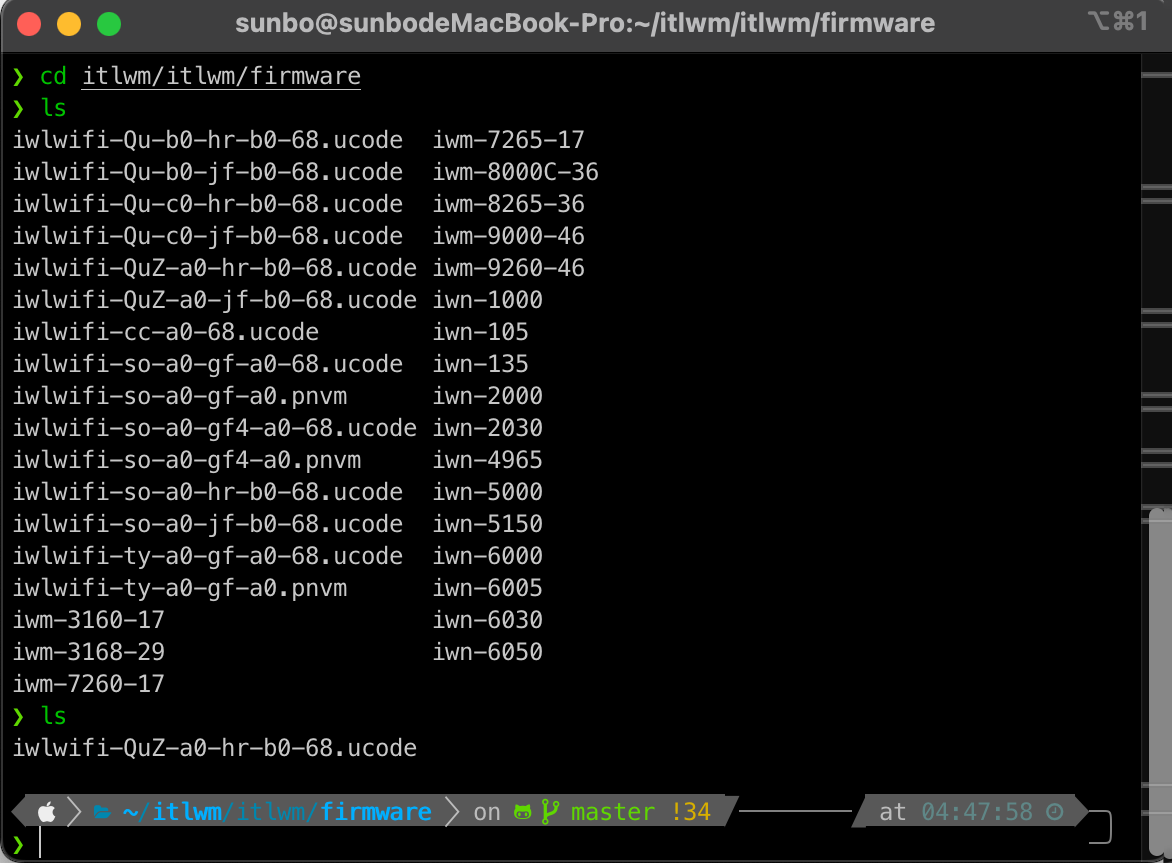 sunbo@sunbodeMacBook-Pro:~/itlwm/itlwm/firmware ⌥⌘1
❯ cd itlwm/itlwm/firmware
❯ ls
iwlwifi-Qu-b0-hr-b0-68.ucode iwm-7265-17
iwlwifi-Qu-b0-jf-b0-68.ucode iwm-8000C-36
iwlwifi-Qu-c0-hr-b0-68.ucode iwm-8265-36
iwlwifi-Qu-c0-jf-b0-68.ucode iwm-9000-46
iwlwifi-QuZ-a0-hr-b0-68.ucode iwm-9260-46
iwlwifi-QuZ-a0-jf-b0-68.ucode iwn-1000
iwlwifi-cc-a0-68.ucode iwn-105
iwlwifi-so-a0-gf-a0-68.ucode iwn-135
iwlwifi-so-a0-gf-a0.pnvm iwn-2000
iwlwifi-so-a0-gf4-a0-68.ucode iwn-2030
iwlwifi-so-a0-gf4-a0.pnvm iwn-4965
iwlwifi-so-a0-hr-b0-68.ucode iwn-5000
iwlwifi-so-a0-jf-b0-68.ucode iwn-5150
iwlwifi-ty-a0-gf-a0-68.ucode iwn-6000
iwlwifi-ty-a0-gf-a0.pnvm iwn-6005
iwm-3160-17 iwn-6030
iwm-3168-29 iwn-6050
iwm-7260-17
❯ ls
iwlwifi-QuZ-a0-hr-b0-68.ucode
~/itlwm/itlwm/firmware on master !34 at 04:47:58
❯